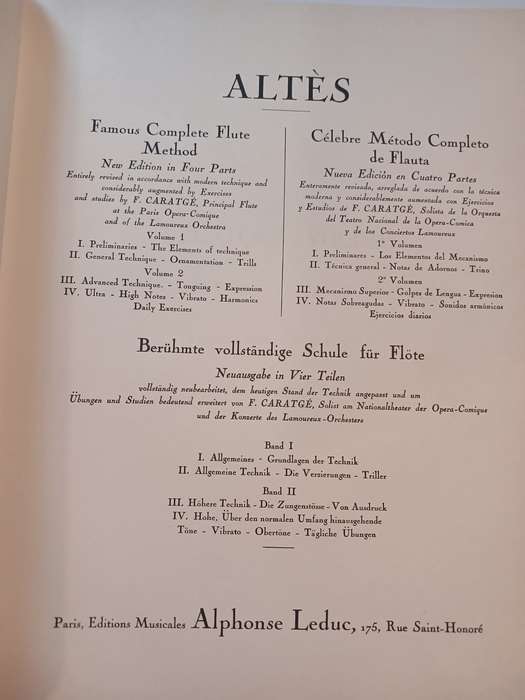 ALTÈS
Famous Complete Flute
Method
New Edition in Four Parts
Entirely revised in accordance with modern technique and
considerably augmented by Exercises
and studies by F. CARATGÉ, Principal Flute
at the Paris Opera-Comique
and of the Lamoureux Orchestra
Volume 1
I. Preliminaries - The Elements of technique
II. General Technique - Ornamentation - Trills
Volume 2
III. Advanced Technique. - Tonguing - Expression
IV. Ultra - High Notes - Vibrato - Harmonics
Daily Exercises
Célebre Método Completo
de Flauta
Nueva Edición en Cuatro Partes
Enteramente revisada, arreglada de acuerdo con la técnica
moderna y considerablemente aumentada con Ejercicios
y Estudios de F. CARATGÉ, Solista de la Orquesta
del Teatro Nacional de la Opera-Comica
y de los Conciertos Lamoureux
1º Volumen
I. Preliminares - Los Elementos del Mecanismo
II. Técnica general - Notas de Adornos - Trino
2º Volumen
III. Mecanismo Superior - Golpes de Lengua - Expresion
IV. Notas Sobreagudas - Vibrato - Sonidos armónicos
Ejercicios diarios
Berühmte vollständige Schule für Flöte
Neuausgabe in Vier Teilen
vollständig neubearbeitet, dem heutigen Stand der Technik angepasst und um
Übungen und Studien bedeutend erweitert von F. CARATGÉ, Solist am Nationaltheater der Opera-Comique
und der Konzerte des Lamoureux-Orchesters
Band I
I. Allgemeines - Grundlagen der Technik
II. Allgemeine Technik - Die Versierungen - Triller
Band II
III. Höhere Technik - Die Zungenstösse - Von Ausdruck
IV. Hohe, Über den normalen Umfang hinausgehende
Töne - Vibrato - Obertöne - Tägliche Übungen
Paris, Editions Musicales Alphonse Leduc, 175, Rue Saint-Honoré